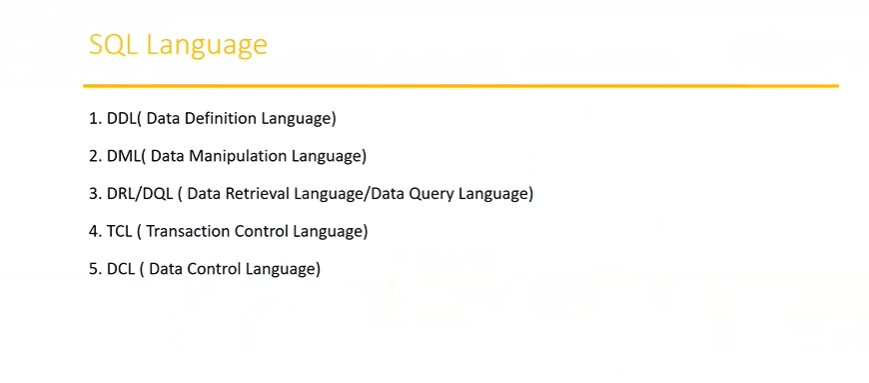 SQL Language
1. DDL( Data Definition Language)
2. DML( Data Manipulation Language)
3. DRL/DQL ( Data Retrieval Language/Data Query Language)
4. TCL ( Transaction Control Language)
5. DCL ( Data Control Language)